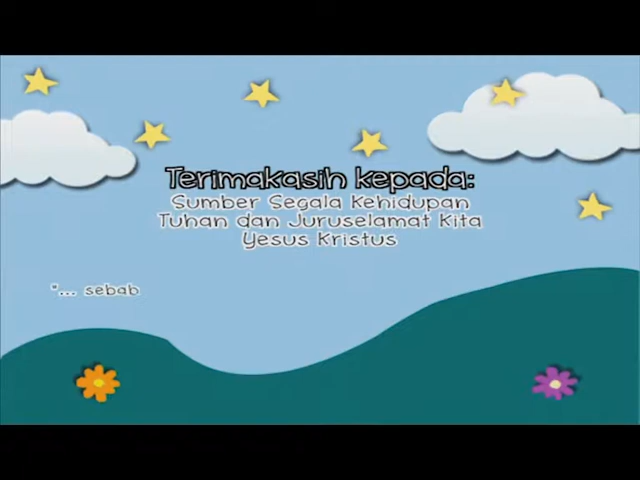 Terimakasih kepada:
Sumber Segala Kehidupan
Tuhan dan Juruselamat Kita
Yesus Kristus
"... sebab